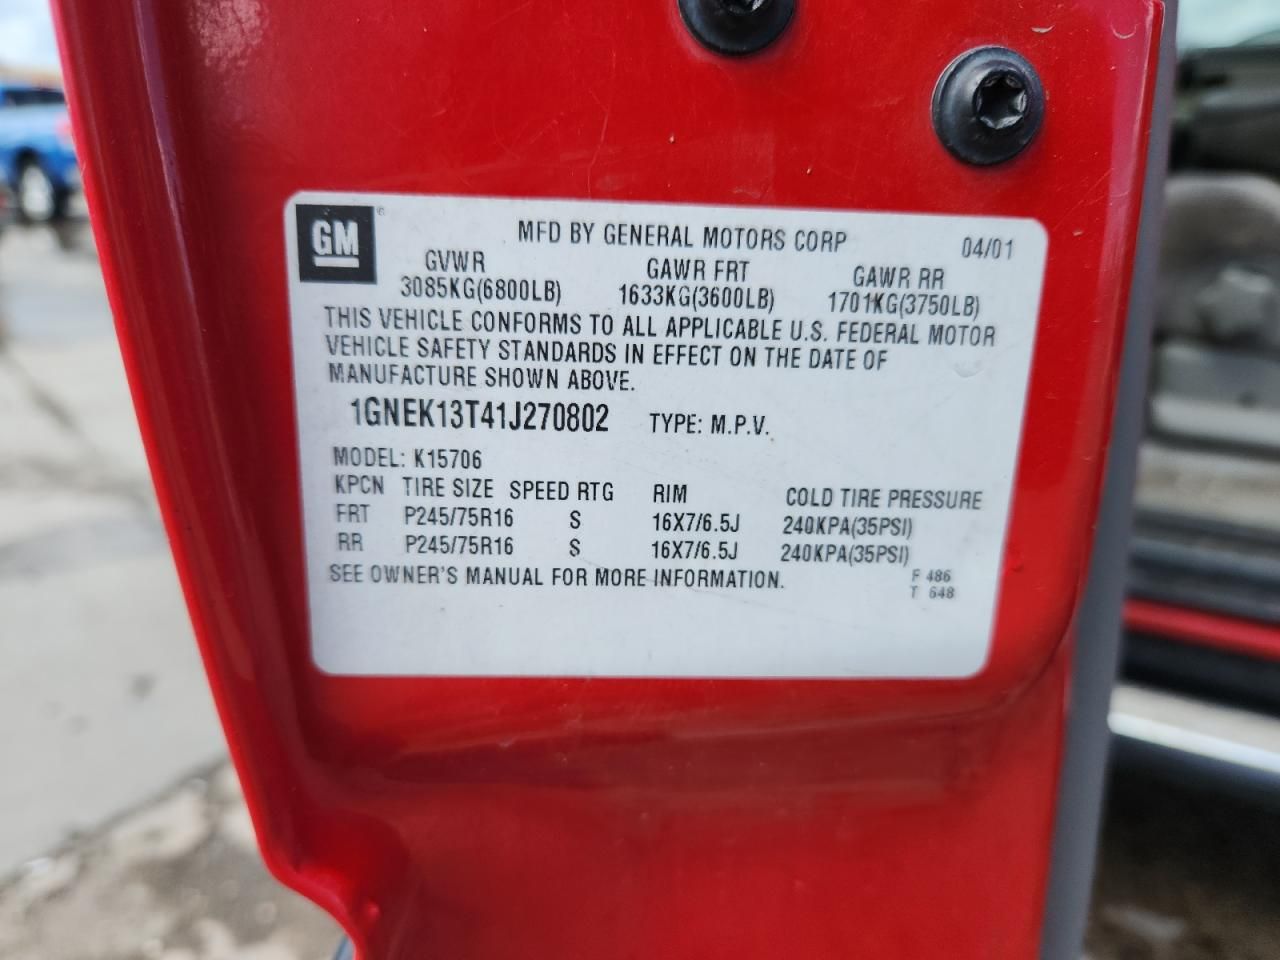 GM ®
MFD BY GENERAL MOTORS CORP 04/01
GVWR GAWR FRT GAWR RR
3085KG(6800LB) 1633KG(3600LB) 1701KG(3750LB)
THIS VEHICLE CONFORMS TO ALL APPLICABLE U.S. FEDERAL MOTOR
VEHICLE SAFETY STANDARDS IN EFFECT ON THE DATE OF
MANUFACTURE SHOWN ABOVE.
1GNEK13T41J270802 TYPE: M.P.V.
MODEL: K15706
KPCN TIRE SIZE SPEED RTG RIM COLD TIRE PRESSURE
FRT P245/75R16 S 16X7/6.5J 240KPA(35PSI)
RR P245/75R16 S 16X7/6.5J 240KPA(35PSI)
SEE OWNER'S MANUAL FOR MORE INFORMATION. F 486
T 648